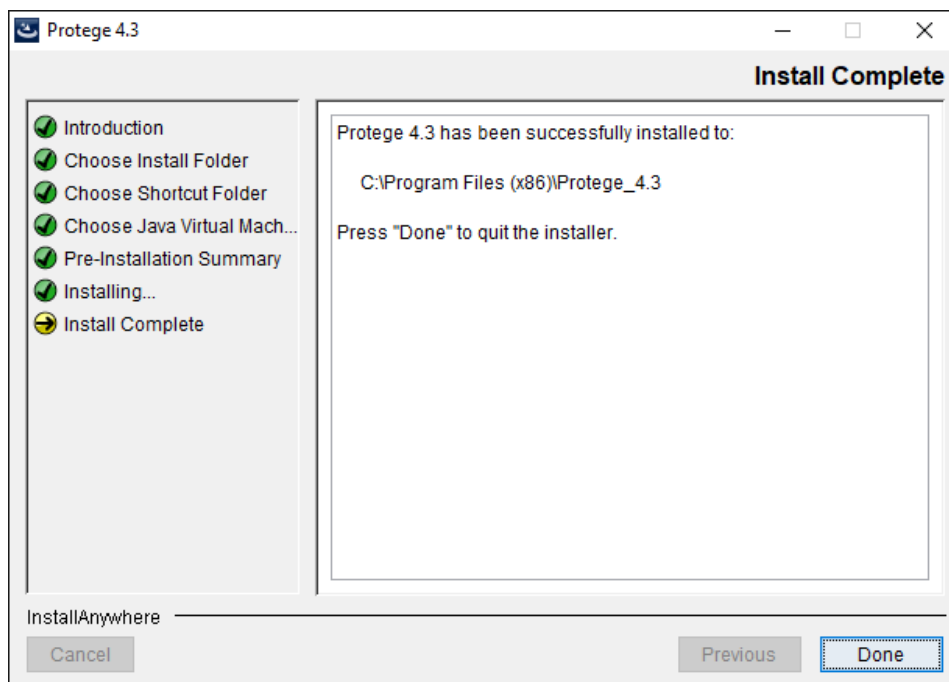 Protege 4.3
Install Complete
Introduction
Choose Install Folder
Choose Shortcut Folder
Choose Java Virtual Mach...
Pre-Installation Summary
Installing...
Install Complete
Protege 4.3 has been successfully installed to:
C:\Program Files (x86)\Protege_4.3
Press "Done" to quit the installer.
InstallAnywhere
Cancel
Previous
Done